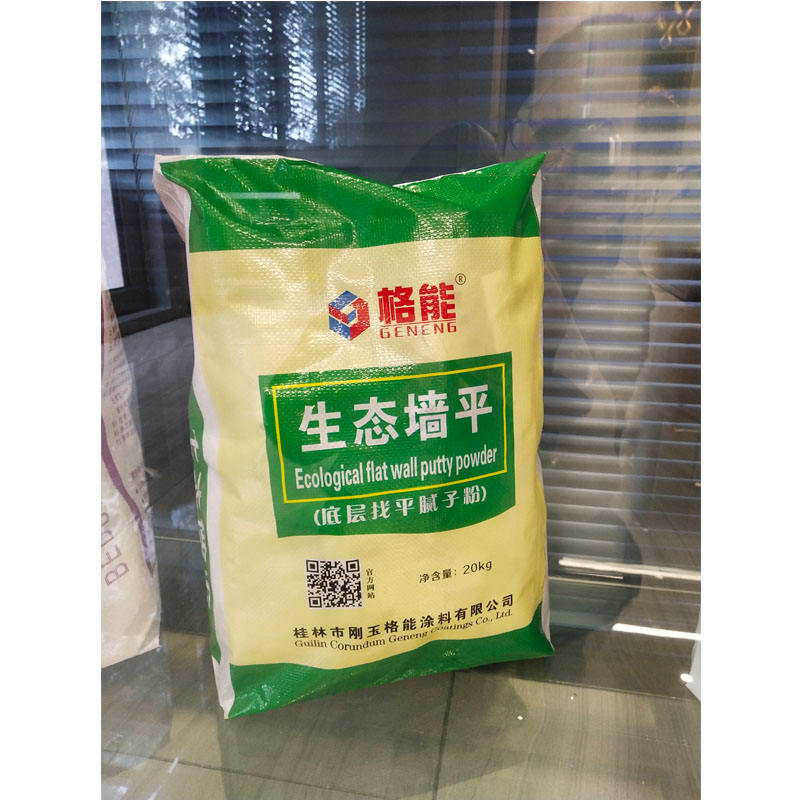 格能®
GENENG
生态墙平
Ecological flat wall putty powder
(底层找平腻子粉)
官方网站
净含量：20kg
桂林市刚玉格能涂料有限公司
Guilin Corundum Geneng Coatings Co., Ltd.